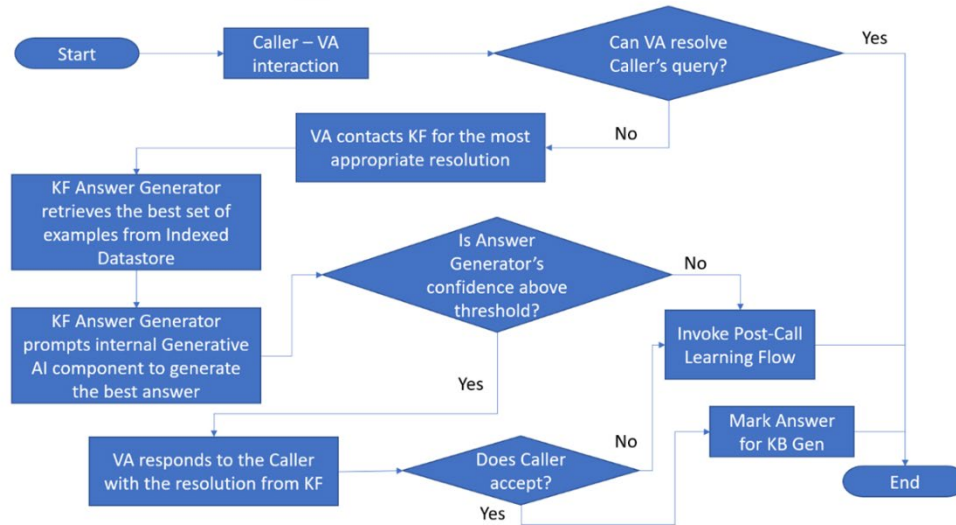 Start
Caller – VA
interaction
Can VA resolve
Caller's query?
Yes
No
VA contacts KF for the most
appropriate resolution
KF Answer Generator
retrieves the best set of
examples from Indexed
Datastore
KF Answer Generator
prompts internal Generative
AI component to generate
the best answer
Is Answer
Generator's
confidence above
threshold?
No
Yes
Invoke Post-Call
Learning Flow
VA responds to the Caller
with the resolution from KF
Does Caller
accept?
No
Yes
Mark Answer
for KB Gen
End